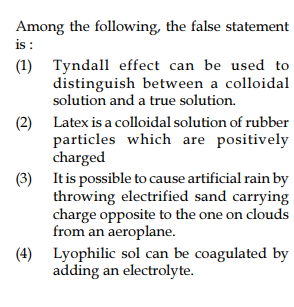 Among the following, the false statement
is :
(1) Tyndall effect can be used to
distinguish between a colloidal
solution and a true solution.
(2) Latex is a colloidal solution of rubber
particles which are positively
charged
(3) It is possible to cause artificial rain by
throwing electrified sand carrying
charge opposite to the one on clouds
from an aeroplane.
(4) Lyophilic sol can be coagulated by
adding an electrolyte.